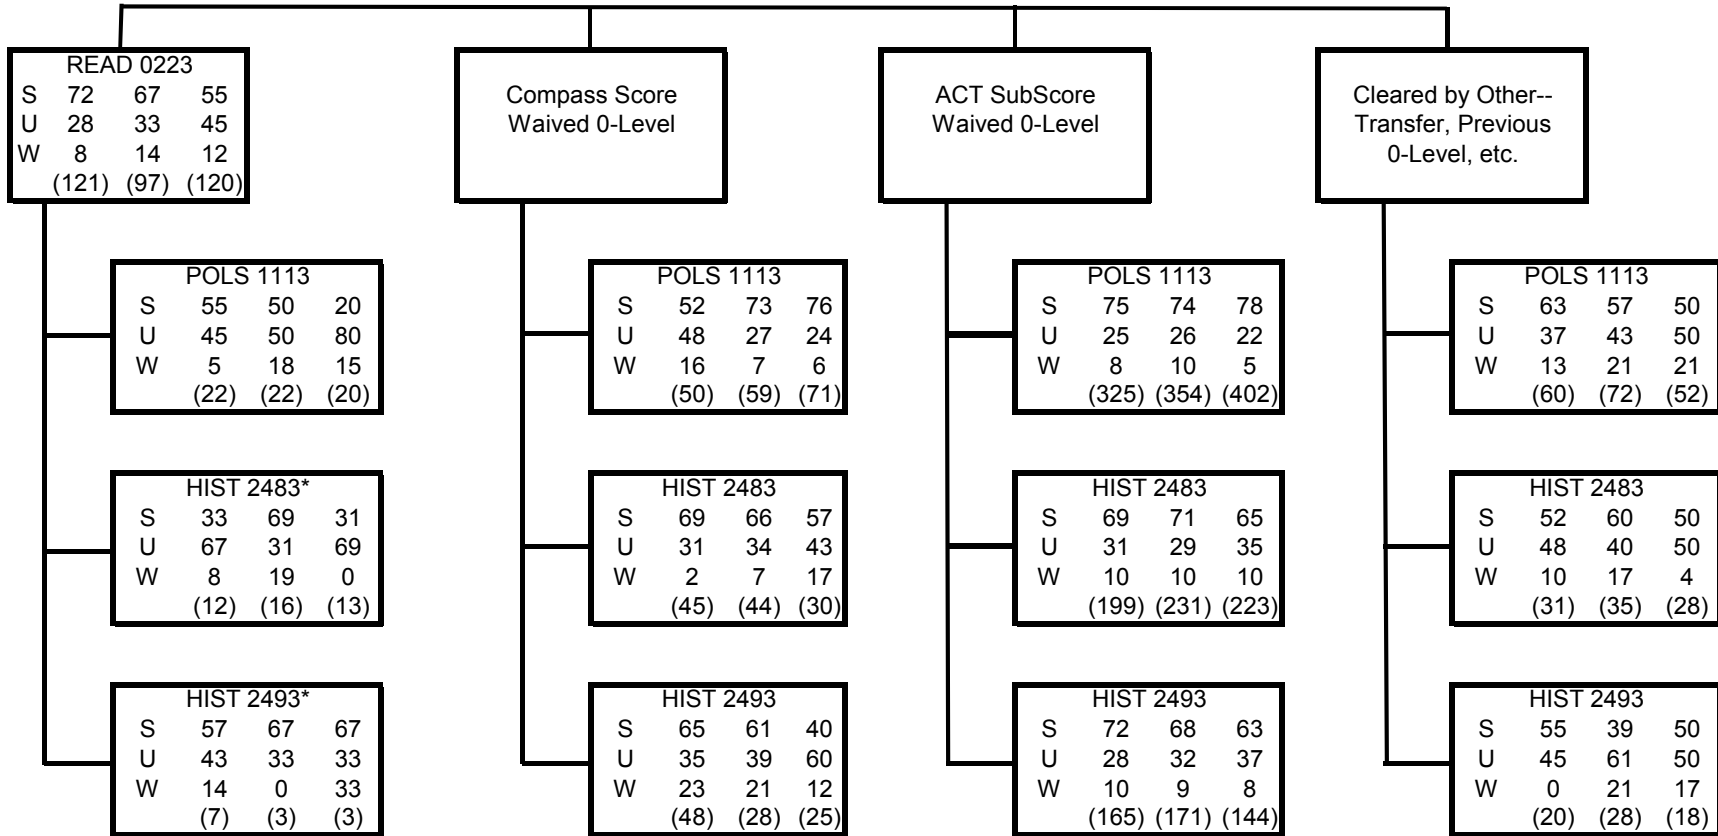 READ 0223
S 72 67 55
U 28 33 45
W 8 14 12
(121) (97) (120)
Compass Score
Waived 0-Level
ACT SubScore
Waived 0-Level
Cleared by Other--
Transfer, Previous
0-Level, etc.
POLS 1113
S 55 50 20
U 45 50 80
W 5 18 15
(22) (22) (20)
POLS 1113
S 52 73 76
U 48 27 24
W 16 7 6
(50) (59) (71)
POLS 1113
S 75 74 78
U 25 26 22
W 8 10 5
(325) (354) (402)
POLS 1113
S 63 57 50
U 37 43 50
W 13 21 21
(60) (72) (52)
HIST 2483*
S 33 69 31
U 67 31 69
W 8 19 0
(12) (16) (13)
HIST 2483
S 69 66 57
U 31 34 43
W 2 7 17
(45) (44) (30)
HIST 2483
S 69 71 65
U 31 29 35
W 10 10 10
(199) (231) (223)
HIST 2483
S 52 60 50
U 48 40 50
W 10 17 4
(31) (35) (28)
HIST 2493*
S 57 67 67
U 43 33 33
W 14 0 33
(7) (3) (3)
HIST 2493
S 65 61 40
U 35 39 60
W 23 21 12
(48) (28) (25)
HIST 2493
S 72 68 63
U 28 32 37
W 10 9 8
(165) (171) (144)
HIST 2493
S 55 39 50
U 45 61 50
W 0 21 17
(20) (28) (18)